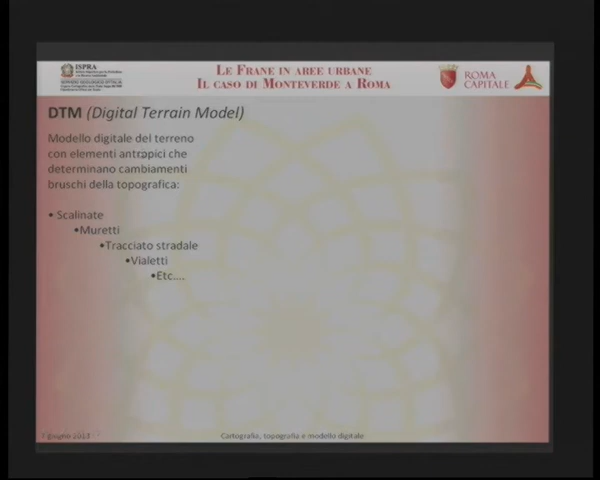 ISPRA
LE FRANE IN AREE URBANE
IL CASO DI MONTEVERDE A ROMA
ROMA
CAPITALE
DTM (Digital Terrain Model)
Modello digitale del terreno
con elementi antropici che
determinano cambiamenti
bruschi della topografica:
• Scalinate
•Muretti
•Tracciato stradale
•Vialetti
•Etc....
giugno 2013
Cartografia, topografia e modello digitale